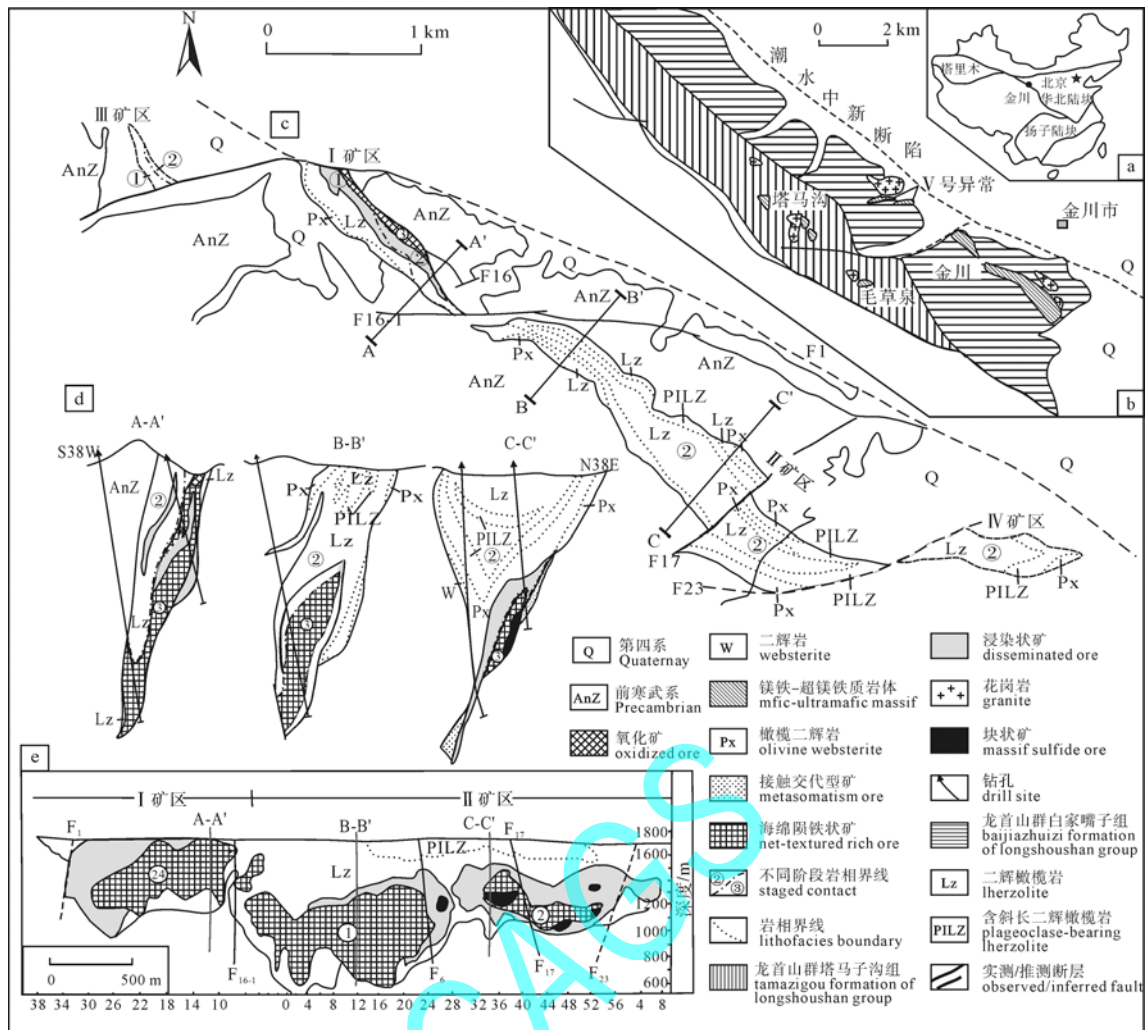 N
0 1 km
0 2 km
c
Ⅲ矿区
AnZ
①
②
Q
AnZ
Q
Ⅰ矿区
①
Px
Lz
③
②
AnZ
A'
F16
F16-1
A
Q
AnZ
B'
Px
Lz
AnZ
B
Lz
PILZ
AnZ
F1
Lz
②
Lz
Px
C'
Ⅱ矿区
C
F17
Px
Px
Lz
②
PILZ
F23
Px
PILZ
Q
Q
Ⅳ矿区
Lz
②
PILZ
Px
潮水中新断陷
塔马沟
Ⅴ号异常
金川市
金川
毛草泉
Q
Q
b
塔里木
北京
金川
华北陆块
扬子陆块
a
d
A-A'
S38W
AnZ
②
Lz
③
Lz
Lz
B-B'
Px
Lz
PILZ
Px
Lz
②
③
C-C'
N38E
Lz
PILZ
②
Px
W
Px
③
Q
第四系
Quaternay
AnZ
前寒武系
Precambrian
氧化矿
oxidized ore
W
二辉岩
websterite
镁铁-超镁铁质岩体
mfic-ultramafic massif
Px
橄榄二辉岩
olivine websterite
接触交代型矿
metasomatism ore
海绵陨铁状矿
net-textured rich ore
②
③
不同阶段岩相界线
staged contact
岩相界线
lithofacies boundary
龙首山群塔马子沟组
tamazigou formation of
longshoushan group
浸染状矿
disseminated ore
花岗岩
granite
块状矿
massif sulfide ore
钻孔
drill site
龙首山群白家嘴子组
baijiazhuizi formation
of longshoushan group
Lz
二辉橄榄岩
lherzolite
PILZ
含斜长二辉橄榄岩
plageoclase-bearing
lherzolite
实测/推测断层
observed/inferred fault
e
Ⅰ矿区
Ⅱ矿区
F1
A-A'
B-B'
C-C'
F17
PILZ
Lz
24
1
2
F16-1
F6
F17
F23
1800
1600
1400
1200
1000
800
600
深度/m
0 500 m
38 34 30 26 22 18 14 10 6 0 4 8 12 16 20 24 28 32 36 40 44 48 52 56 4 8
CAGS